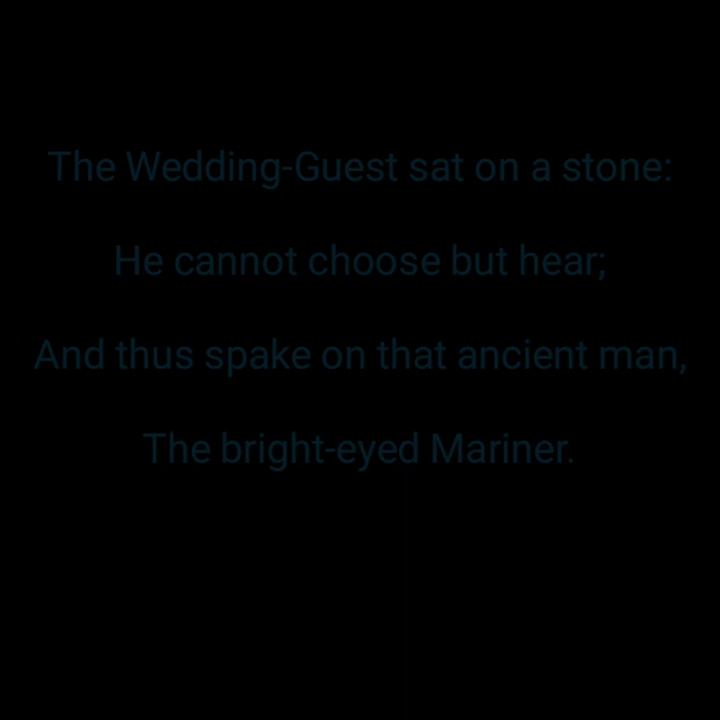 The Wedding-Guest sat on a stone:
He cannot choose but hear;
And thus spake on that ancient man,
The bright-eyed Mariner.